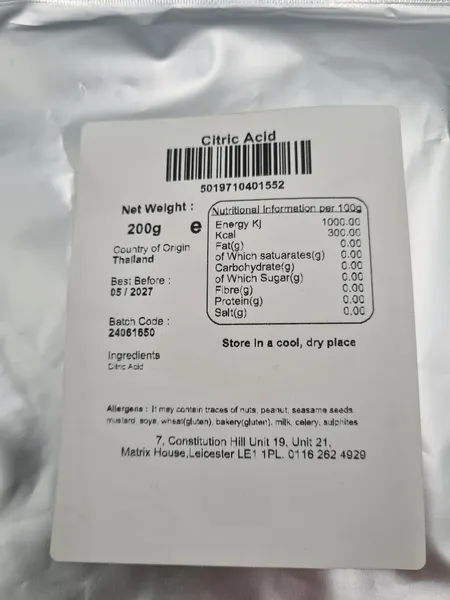 Citric Acid
5019710401552
Net Weight :
200g e
Country of Origin
Thailand
Best Before :
05 / 2027
Batch Code :
24061650
Ingredients
Citric Acid
Nutritional Information per 100g
Energy Kj 1000.00
Kcal 300.00
Fat(g) 0.00
of Which satuarates(g) 0.00
Carbohydrate(g) 0.00
of Which Sugar(g) 0.00
Fibre(g) 0.00
Protein(g) 0.00
Salt(g) 0.00
Store in a cool, dry place
Allergens : It may contain traces of nuts, peanut, seasame seeds
mustard, soya, wheat(gluten), bakery(gluten), milk, celery, sulphites
7, Constitution Hill Unit 19, Unit 21,
Matrix House,Leicester LE1 1PL. 0116 262 4929